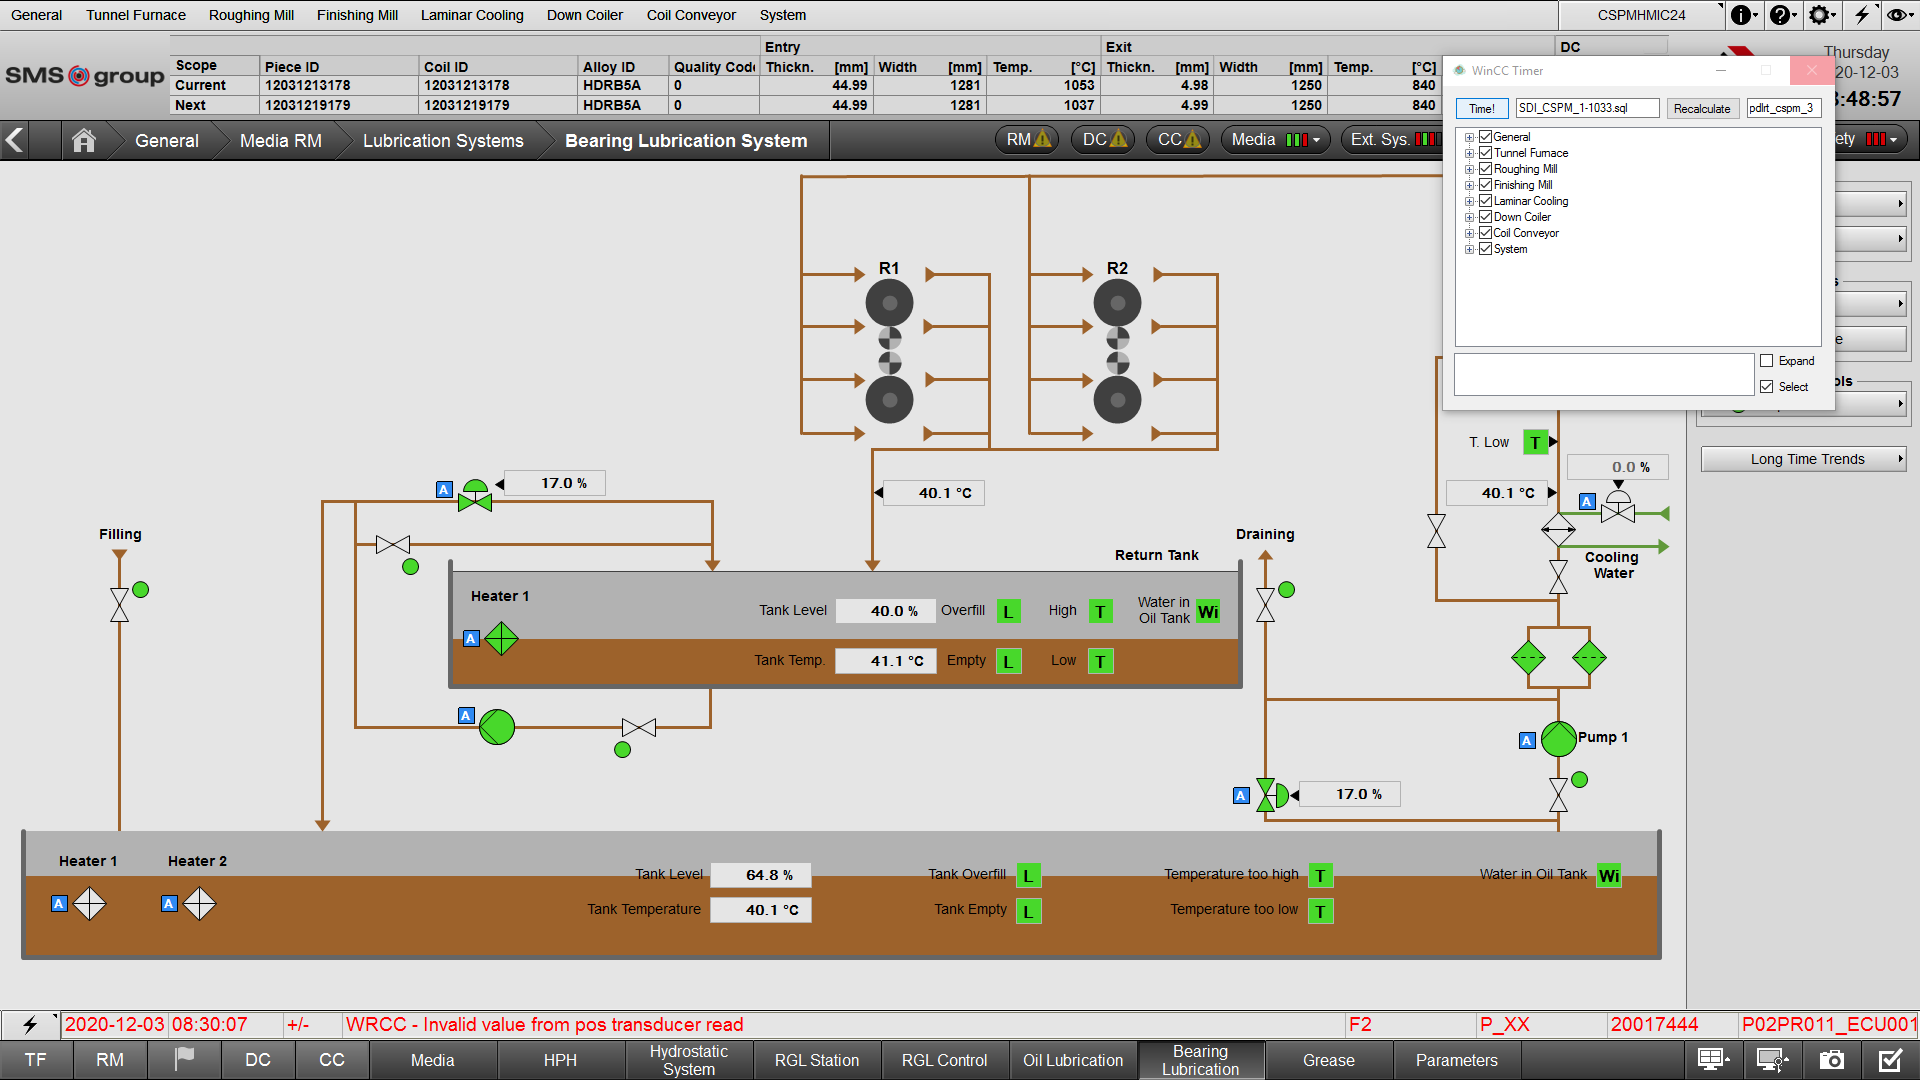 General Tunnel Furnace Roughing Mill Finishing Mill Laminar Cooling Down Coiler Coil Conveyor System CSPMHMIC24
SMS group
Entry Exit DC
Scope Piece ID Coil ID Alloy ID Quality Code Thickn. [mm] Width [mm] Temp. [°C] Thickn. [mm] Width [mm] Temp. [°C]
Current 12031213178 12031213178 HDRB5A 0 44.99 1281 1053 4.98 1250 840
Next 12031219179 12031219179 HDRB5A 0 44.99 1281 1037 4.99 1250 840
Thursday
20-12-03
3:48:57
General Media RM Lubrication Systems Bearing Lubrication System RM DC CC Media Ext. Sys. ety
WinCC Timer
Time! SDI_CSPM_1-1033.sql Recalculate pdlrt_cspm_3
General
Tunnel Furnace
Roughing Mill
Finishing Mill
Laminar Cooling
Down Coiler
Coil Conveyor
System
Expand
Select
s
e
ols
Long Time Trends
R1 R2
T. Low T
0.0 %
A 17.0 %
40.1 °C
40.1 °C
A
Filling
Draining
Cooling
Water
Return Tank
Heater 1
A
Tank Level 40.0 % Overfill L High T Water in
Oil Tank Wi
Tank Temp. 41.1 °C Empty L Low T
A
A Pump 1
A 17.0 %
Heater 1 Heater 2
A A
Tank Level 64.8 % Tank Overfill L Temperature too high T Water in Oil Tank Wi
Tank Temperature 40.1 °C Tank Empty L Temperature too low T
2020-12-03 08:30:07 +/- WRCC - Invalid value from pos transducer read F2 P_XX 20017444 P02PR011_ECU001
TF RM DC CC Media HPH Hydrostatic
System RGL Station RGL Control Oil Lubrication Bearing
Lubrication Grease Parameters